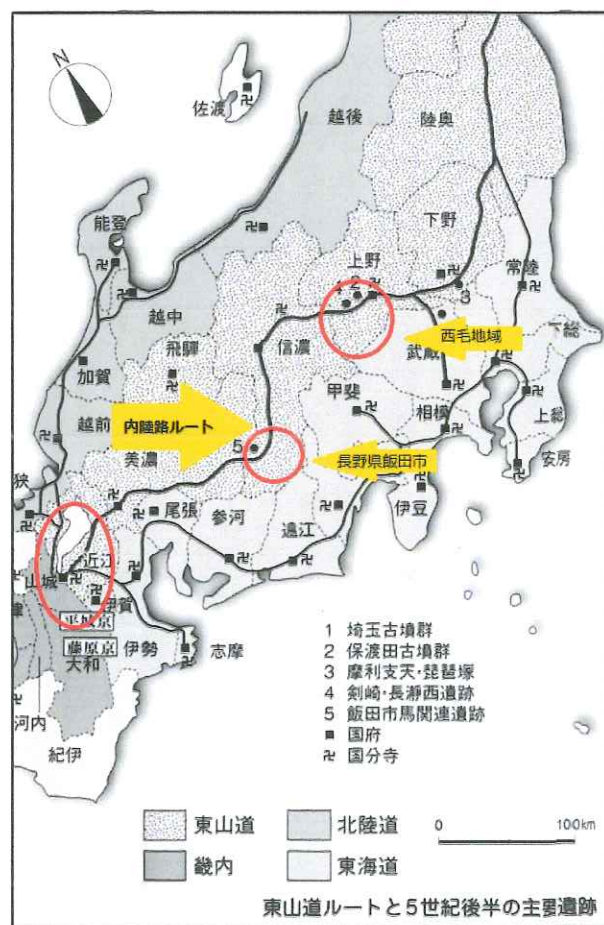 N
佐渡
越後
陸奥
能登
下野
上野
常陸
4 2
1
3
越中
西毛地域
飛騨
信濃
武蔵
下総
加賀
甲斐
越前
内陸路ルート
相模
上総
5
美濃
長野県飯田市
安房
狭
尾張
参河
遠江
伊豆
近江
山城
伊賀
津
平城京
藤原京
伊勢
志摩
大和
河内
紀伊
1 埼玉古墳群
2 保渡田古墳群
3 摩利支天・琵琶塚
4 剣崎・長瀞西遺跡
5 飯田市馬関連遺跡
■ 国府
卍 国分寺
東山道
北陸道
畿内
東海道
0 100km
東山道ルートと5世紀後半の主要遺跡